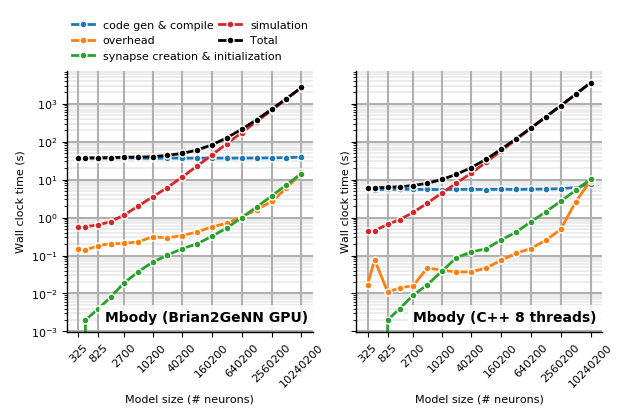 code gen & compile
overhead
synapse creation & initialization
simulation
Total
Wall clock time (s)
10³
10²
10¹
10⁰
10⁻¹
10⁻²
10⁻³
Mbody (Brian2GeNN GPU)
325 825 2700 10200 40200 160200 640200 2560200 10240200
Model size (# neurons)
Wall clock time (s)
10³
10²
10¹
10⁰
10⁻¹
10⁻²
10⁻³
Mbody (C++ 8 threads)
325 825 2700 10200 40200 160200 640200 2560200 10240200
Model size (# neurons)